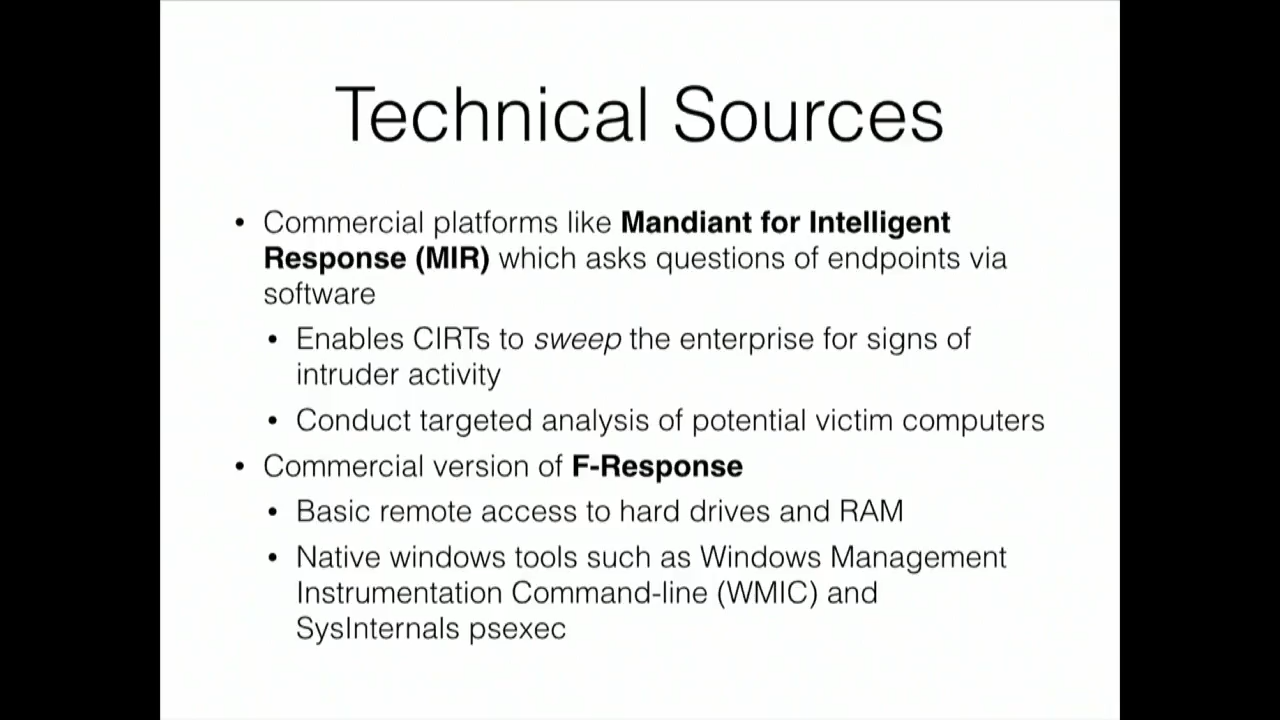 Technical Sources
• Commercial platforms like Mandiant for Intelligent
Response (MIR) which asks questions of endpoints via
software
• Enables CIRTs to sweep the enterprise for signs of
intruder activity
• Conduct targeted analysis of potential victim computers
• Commercial version of F-Response
• Basic remote access to hard drives and RAM
• Native windows tools such as Windows Management
Instrumentation Command-line (WMIC) and
SysInternals psexec